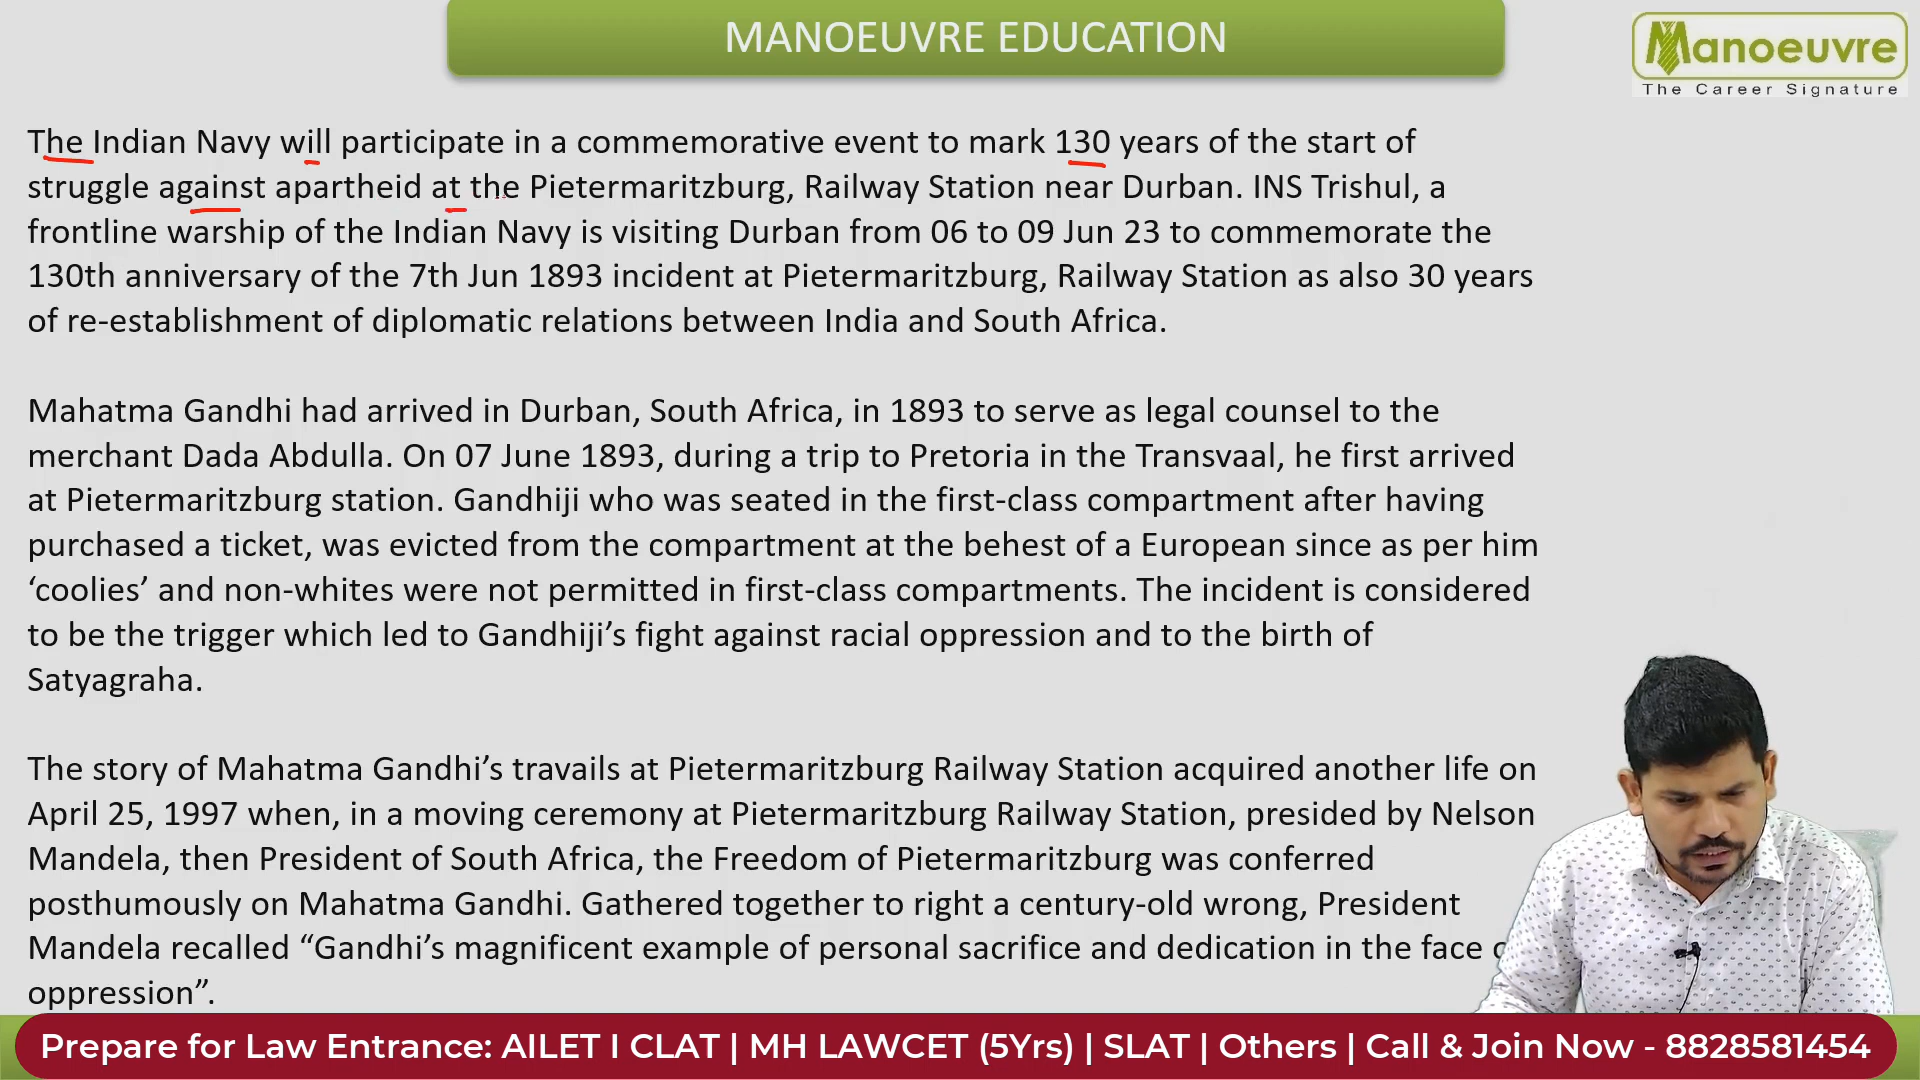 MANOEUVRE EDUCATION
Manoeuvre
The Career Signature
The Indian Navy will participate in a commemorative event to mark 130 years of the start of
struggle against apartheid at the Pietermaritzburg, Railway Station near Durban. INS Trishul, a
frontline warship of the Indian Navy is visiting Durban from 06 to 09 Jun 23 to commemorate the
130th anniversary of the 7th Jun 1893 incident at Pietermaritzburg, Railway Station as also 30 years
of re-establishment of diplomatic relations between India and South Africa.
Mahatma Gandhi had arrived in Durban, South Africa, in 1893 to serve as legal counsel to the
merchant Dada Abdulla. On 07 June 1893, during a trip to Pretoria in the Transvaal, he first arrived
at Pietermaritzburg station. Gandhiji who was seated in the first-class compartment after having
purchased a ticket, was evicted from the compartment at the behest of a European since as per him
‘coolies’ and non-whites were not permitted in first-class compartments. The incident is considered
to be the trigger which led to Gandhiji’s fight against racial oppression and to the birth of
Satyagraha.
The story of Mahatma Gandhi’s travails at Pietermaritzburg Railway Station acquired another life on
April 25, 1997 when, in a moving ceremony at Pietermaritzburg Railway Station, presided by Nelson
Mandela, then President of South Africa, the Freedom of Pietermaritzburg was conferred
posthumously on Mahatma Gandhi. Gathered together to right a century-old wrong, President
Mandela recalled “Gandhi’s magnificent example of personal sacrifice and dedication in the face
oppression”.
Prepare for Law Entrance: AILET I CLAT | MH LAWCET (5Yrs) | SLAT | Others | Call & Join Now - 8828581454